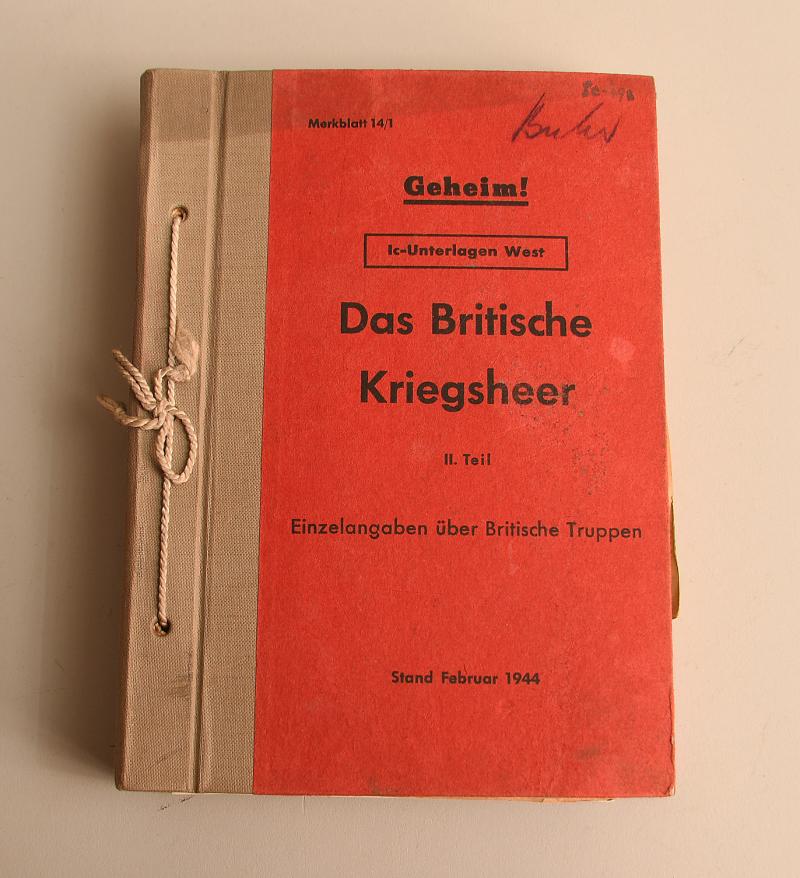 Merkblatt 14/1
Geheim!
Ic-Unterlagen West
Das Britische
Kriegsheer
II. Teil
Einzelangaben über Britische Truppen
Stand Februar 1944